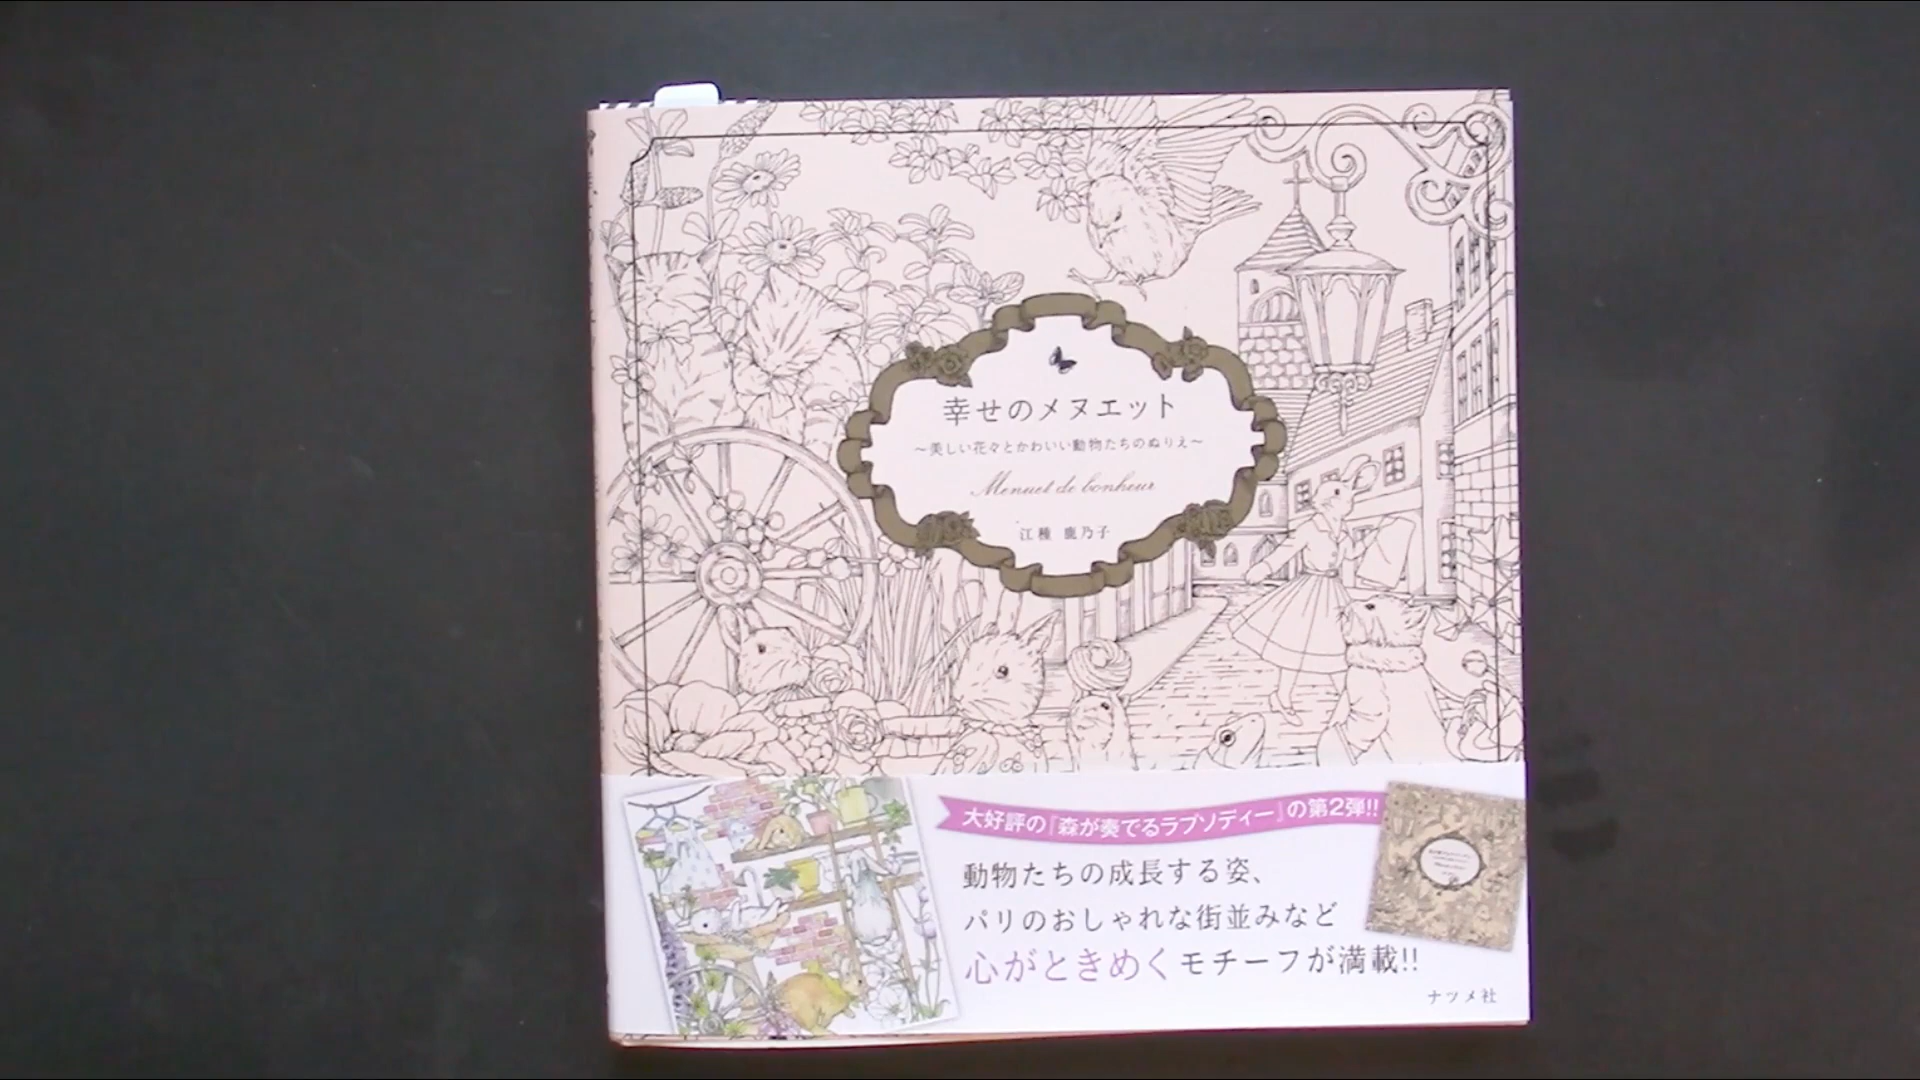 幸せのメヌエット
～美しい花々とかわいい動物たちのぬりえ～
Menuet de bonheur
江種 鹿乃子
大好評の『森が奏でるラプソディー』の第2弾!!
動物たちの成長する姿、
パリのおしゃれな街並みなど
心がときめくモチーフが満載!!
ナツメ社